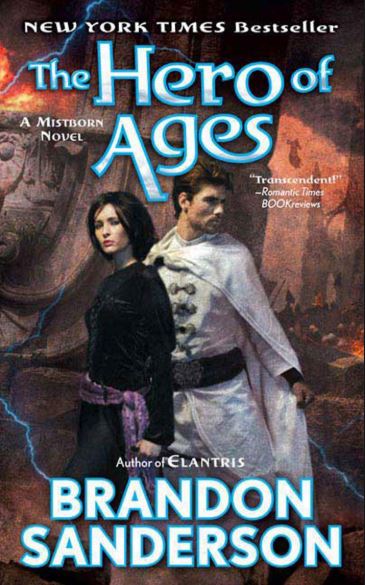 NEW YORK TIMES Bestseller
The Hero of
Ages
A MISTBORN
NOVEL
"Transcendent!"
—Romantic Times
BOOKreviews
Author of ELANTRIS
BRANDON
SANDERSON